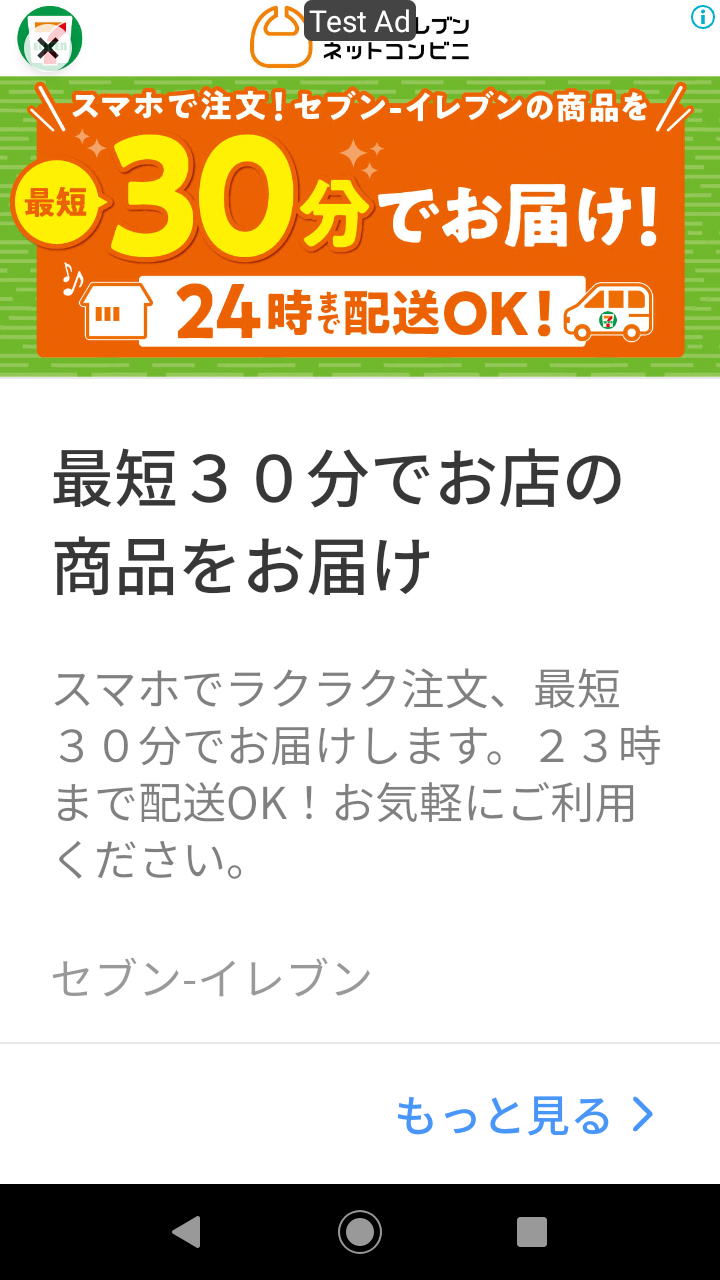 Test Ad
レブン
ネットコンビニ
スマホで注文！セブン-イレブンの商品を
最短
30分でお届け！
24時まで配送OK！
最短３０分でお店の
商品をお届け
スマホでラクラク注文、最短
３０分でお届けします。２３時
まで配送OK！お気軽にご利用
ください。
セブン-イレブン
もっと見る